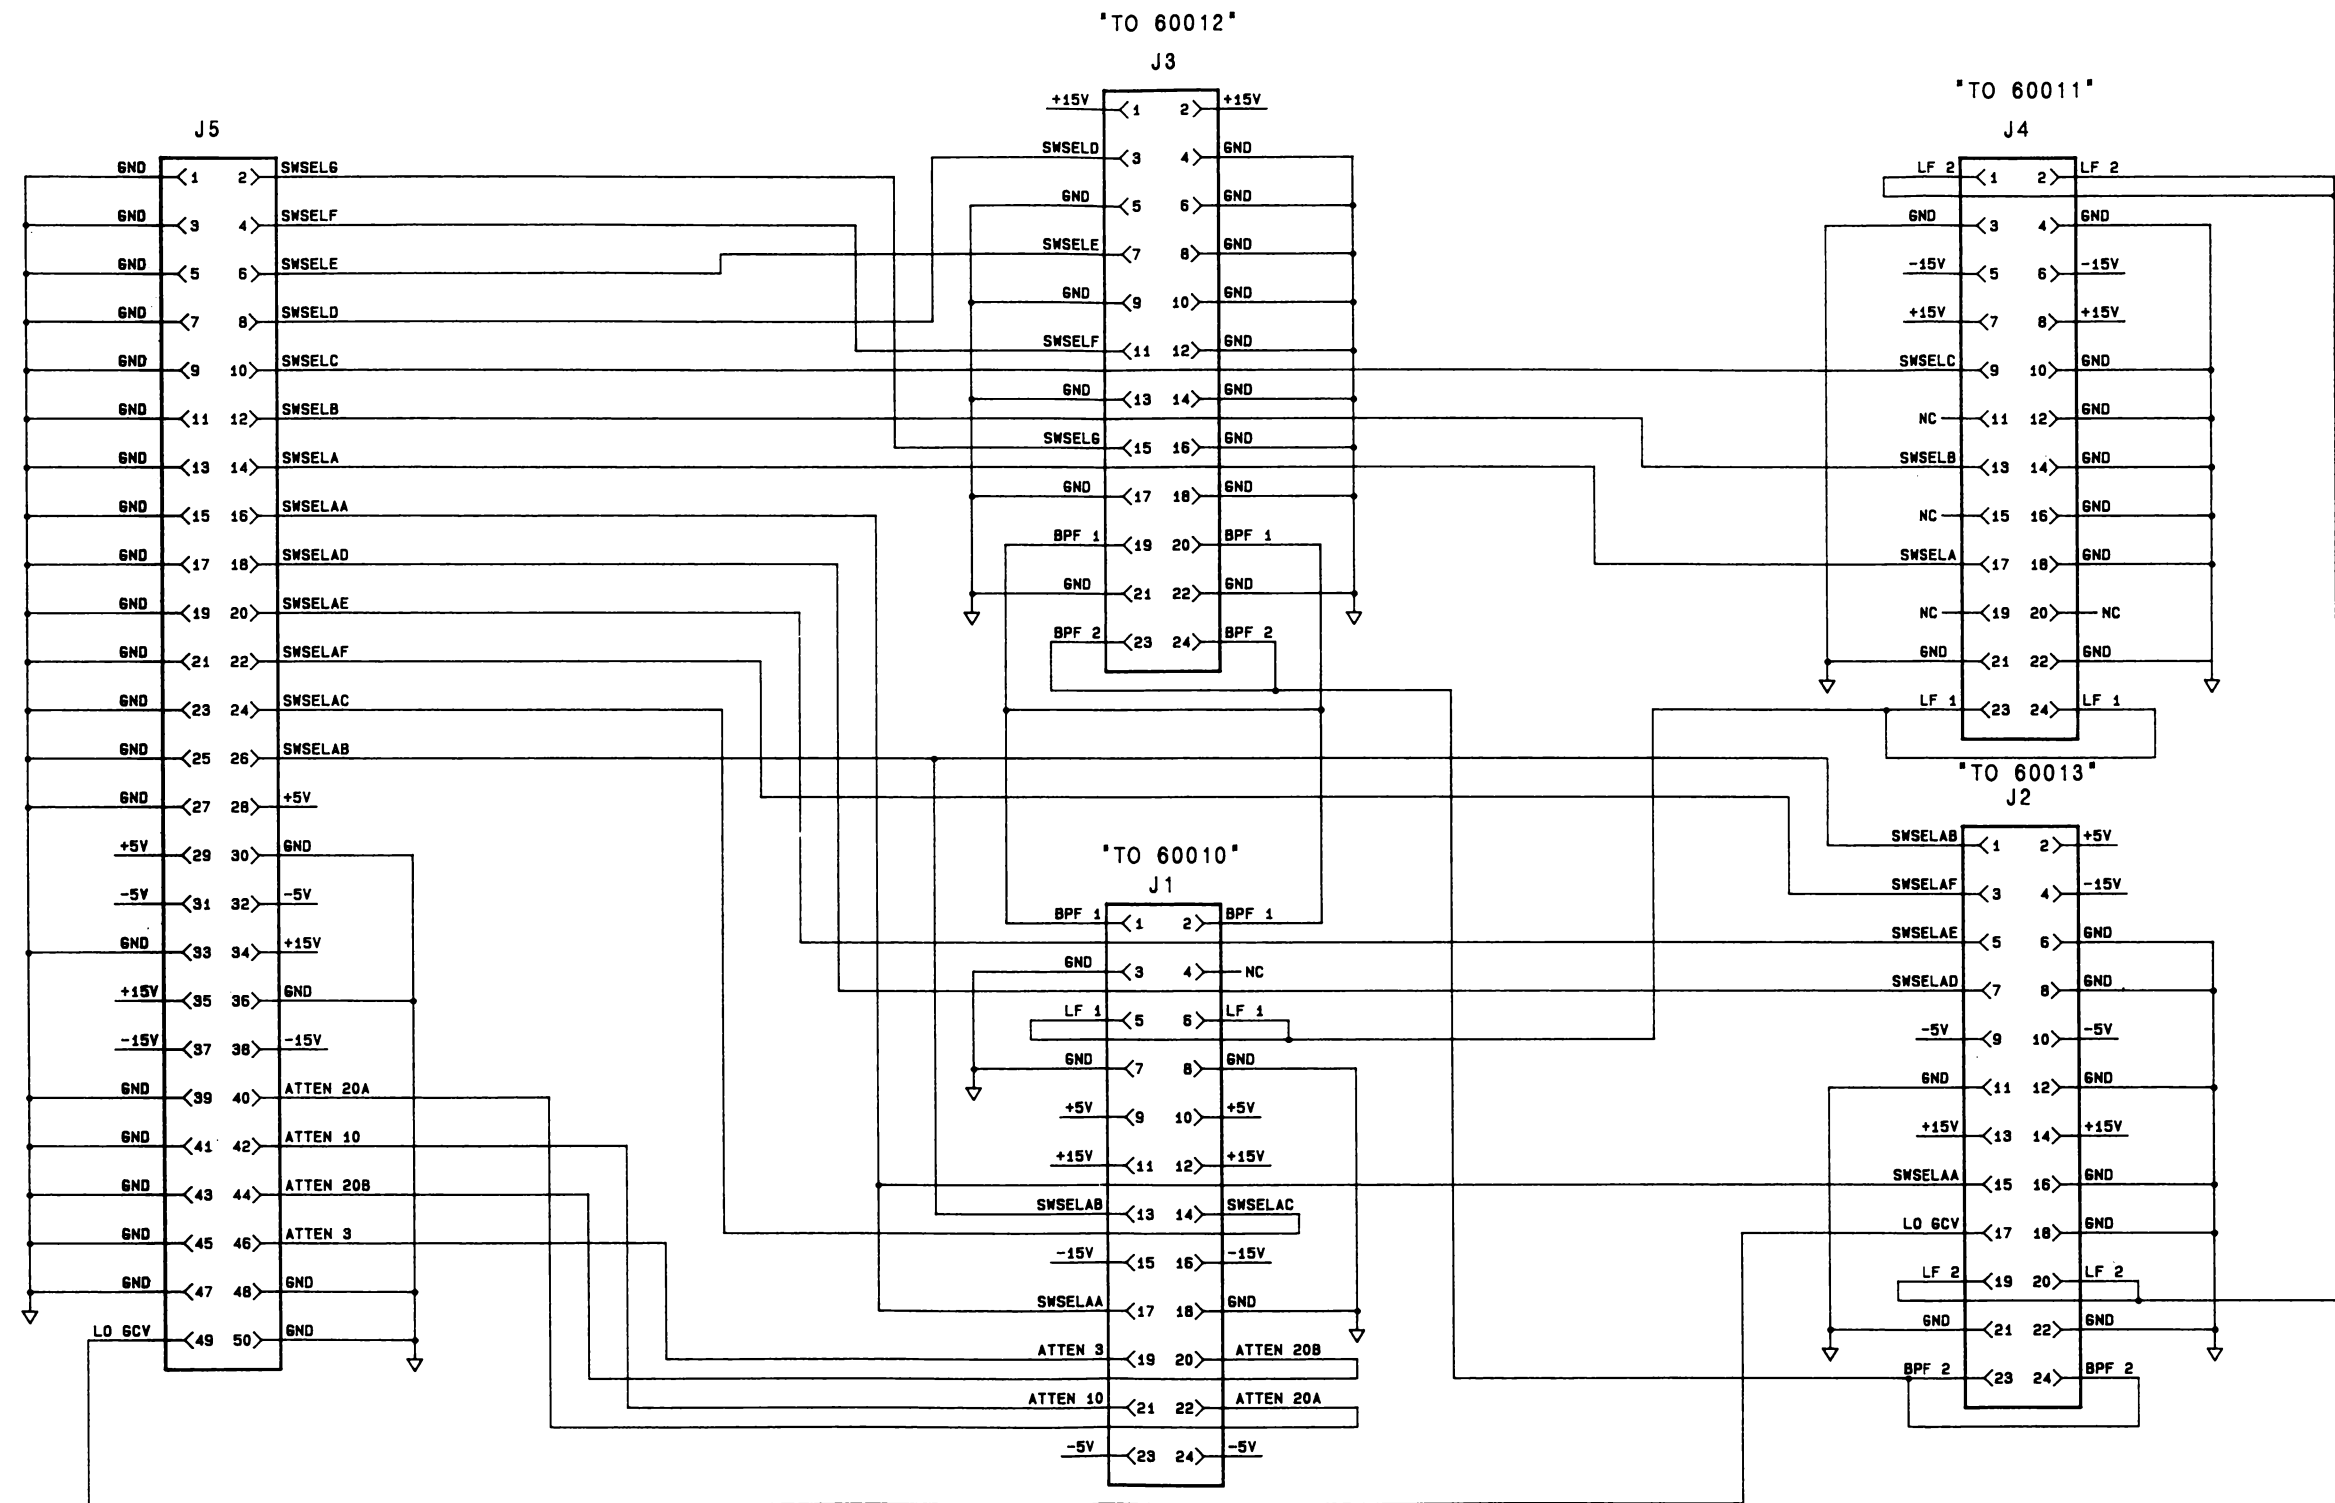 "TO 60012"
J3
+15V 1 2 +15V
SWSELD 3 4 GND
GND 5 6 GND
SWSELE 7 8 GND
GND 9 10 GND
SWSELF 11 12 GND
GND 13 14 GND
SWSELG 15 16 GND
GND 17 18 GND
BPF 1 19 20 BPF 1
GND 21 22 GND
BPF 2 23 24 BPF 2
"TO 60011"
J4
LF 2 1 2 LF 2
GND 3 4 GND
-15V 5 6 -15V
+15V 7 8 +15V
SWSELC 9 10 GND
NC 11 12 GND
SWSELB 13 14 GND
NC 15 16 GND
SWSELA 17 18 GND
NC 19 20 NC
GND 21 22 GND
LF 1 23 24 LF 1
J5
GND 1 2 SWSELG
GND 3 4 SWSELF
GND 5 6 SWSELE
GND 7 8 SWSELD
GND 9 10 SWSELC
GND 11 12 SWSELB
GND 13 14 SWSELA
GND 15 16 SWSELAA
GND 17 18 SWSELAD
GND 19 20 SWSELAE
GND 21 22 SWSELAF
GND 23 24 SWSELAC
GND 25 26 SWSELAB
GND 27 28 +5V
+5V 29 30 GND
-5V 31 32 -5V
GND 33 34 +15V
+15V 35 36 GND
-15V 37 38 -15V
GND 39 40 ATTEN 20A
GND 41 42 ATTEN 10
GND 43 44 ATTEN 20B
GND 45 46 ATTEN 3
GND 47 48 GND
LO GCV 49 50 GND
"TO 60010"
J1
BPF 1 1 2 BPF 1
GND 3 4 NC
LF 1 5 6 LF 1
GND 7 8 GND
+5V 9 10 +5V
+15V 11 12 +15V
SWSELAB 13 14 SWSELAC
-15V 15 16 -15V
SWSELAA 17 18 GND
ATTEN 3 19 20 ATTEN 20B
ATTEN 10 21 22 ATTEN 20A
-5V 23 24 -5V
"TO 60013"
J2
SWSELAB 1 2 +5V
SWSELAF 3 4 -15V
SWSELAE 5 6 GND
SWSELAD 7 8 GND
-5V 9 10 -5V
GND 11 12 GND
+15V 13 14 +15V
SWSELAA 15 16 GND
LO GCV 17 18 GND
LF 2 19 20 LF 2
GND 21 22 GND
BPF 2 23 24 BPF 2